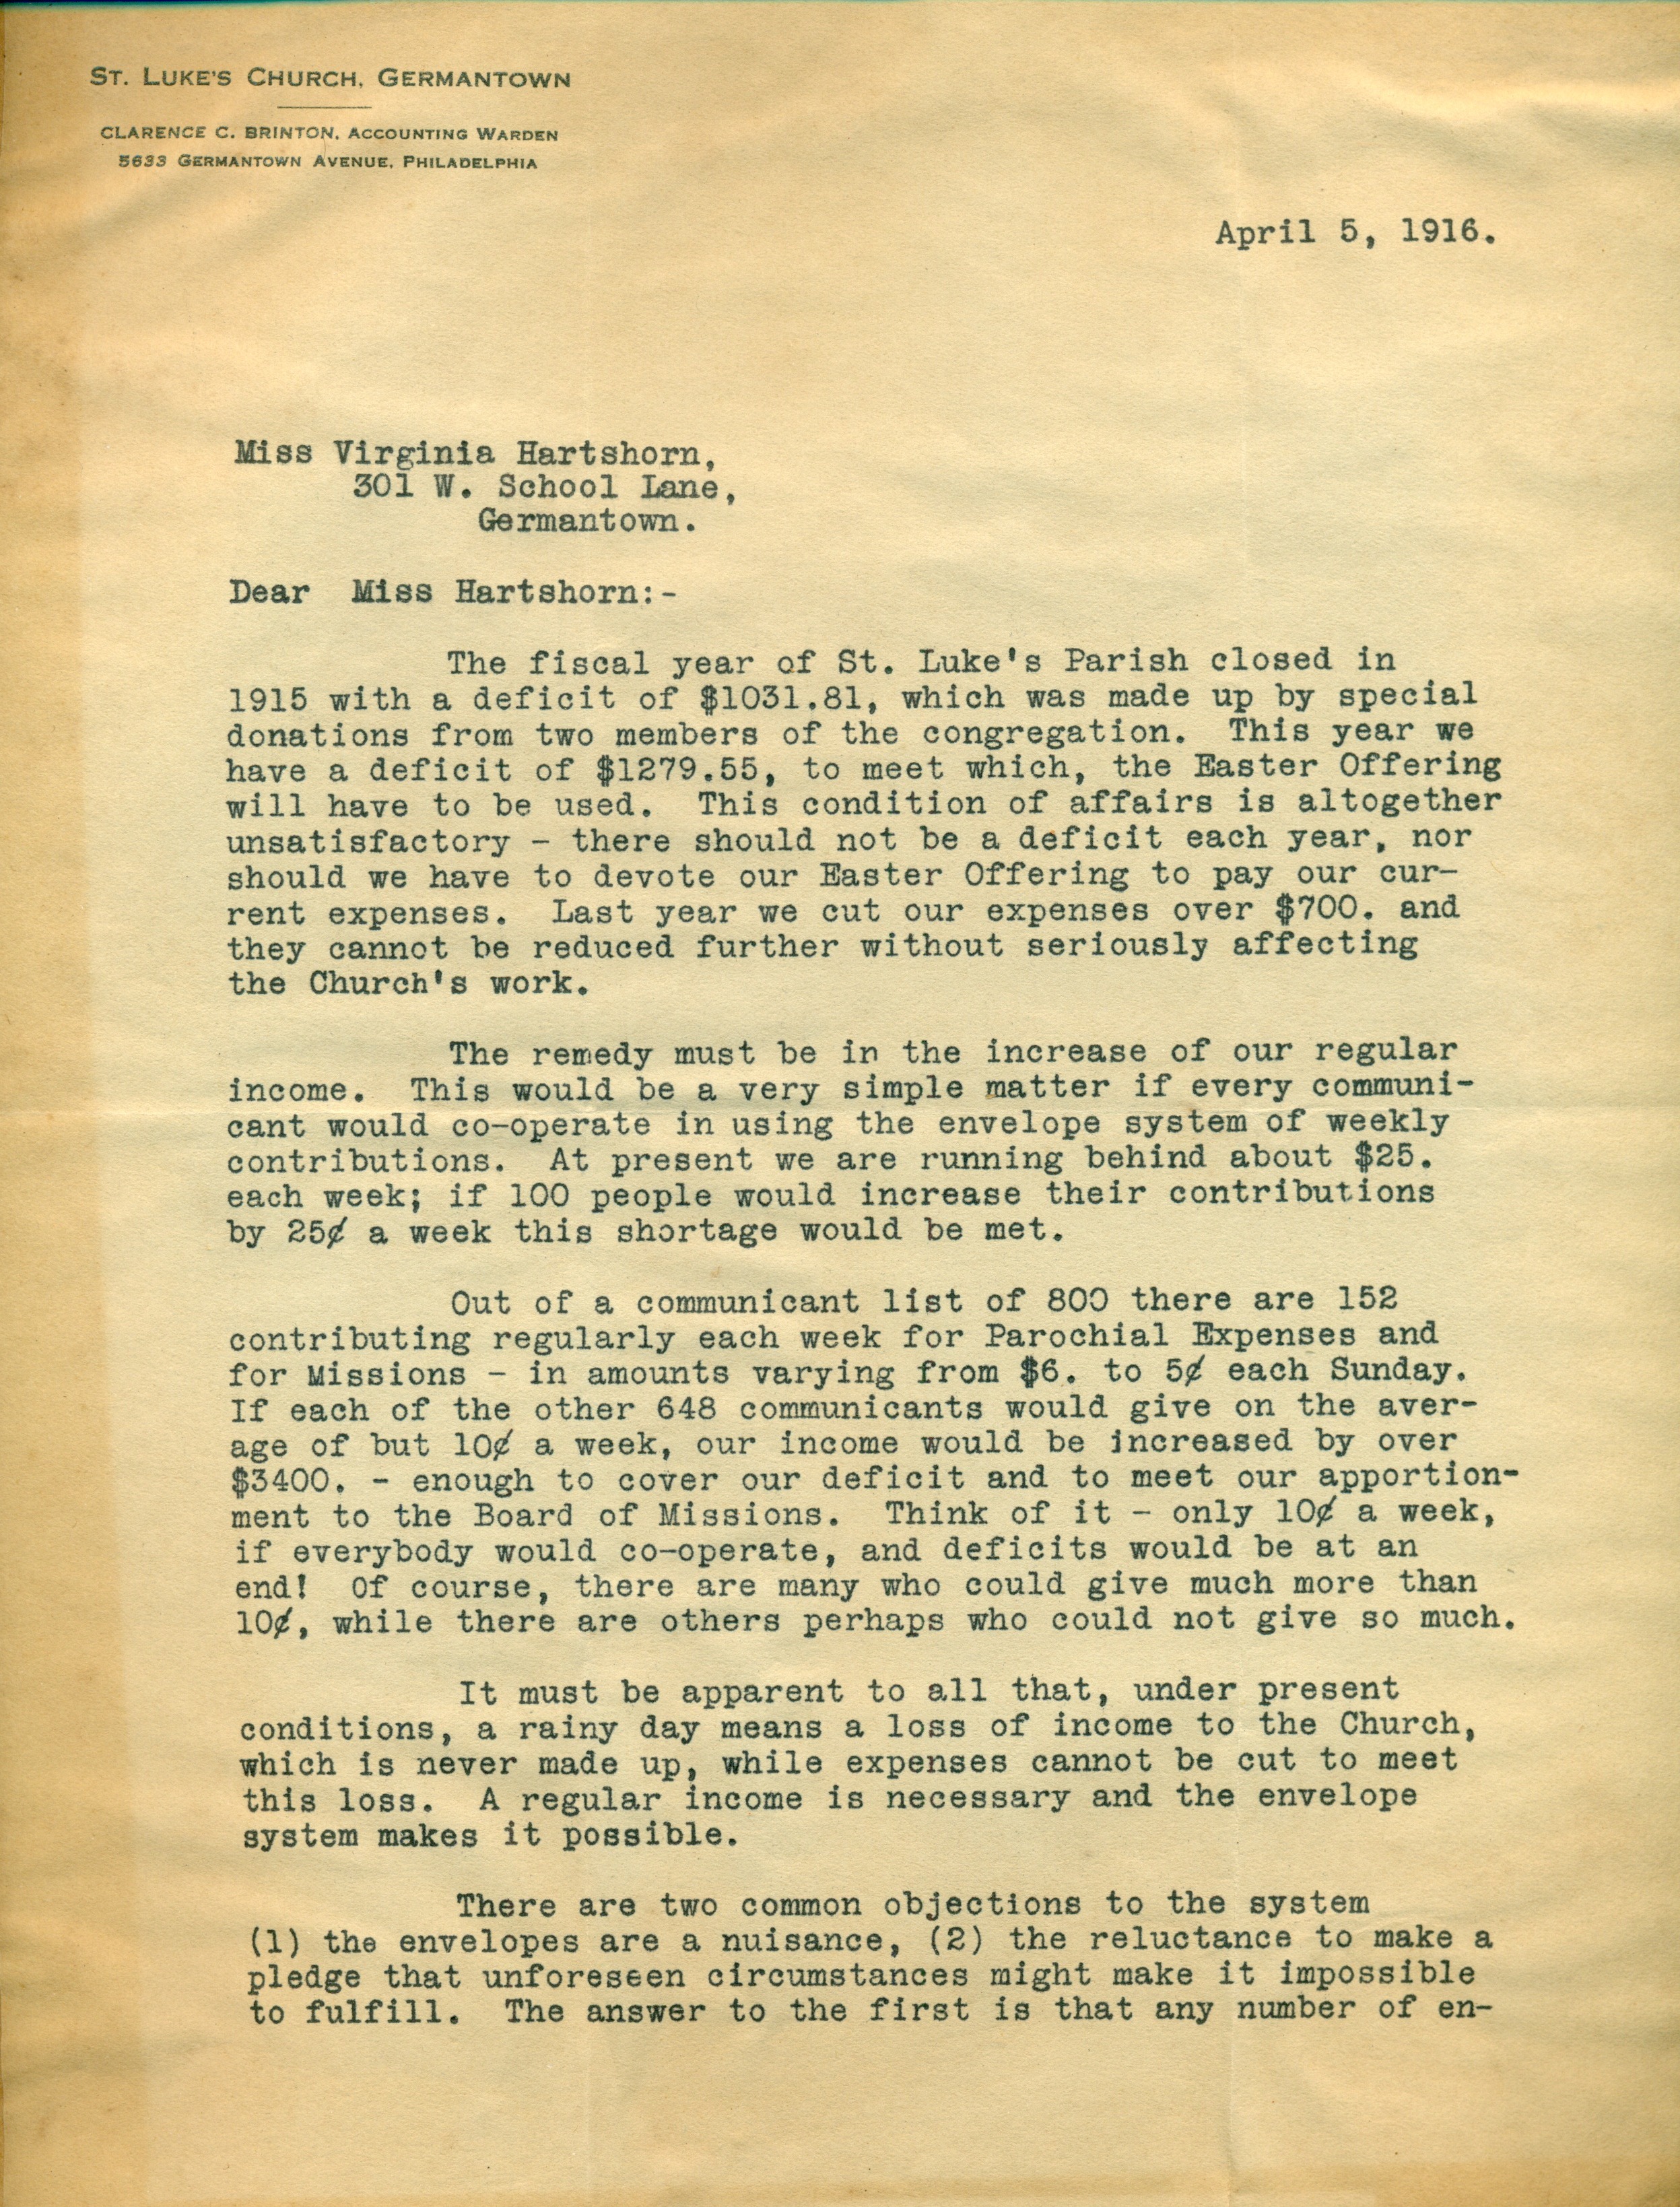 ST. LUKE'S CHURCH, GERMANTOWN
CLARENCE C. BRINTON, ACCOUNTING WARDEN
5633 GERMANTOWN AVENUE, PHILADELPHIA
April 5, 1916.
Miss Virginia Hartshorn,
301 W. School Lane,
Germantown.
Dear Miss Hartshorn:-
The fiscal year of St. Luke's Parish closed in
1915 with a deficit of $1031.81, which was made up by special
donations from two members of the congregation. This year we
have a deficit of $1279.55, to meet which, the Easter Offering
will have to be used. This condition of affairs is altogether
unsatisfactory - there should not be a deficit each year, nor
should we have to devote our Easter Offering to pay our cur-
rent expenses. Last year we cut our expenses over $700. and
they cannot be reduced further without seriously affecting
the Church's work.
The remedy must be in the increase of our regular
income. This would be a very simple matter if every communi-
cant would co-operate in using the envelope system of weekly
contributions. At present we are running behind about $25.
each week; if 100 people would increase their contributions
by 25¢ a week this shortage would be met.
Out of a communicant list of 800 there are 152
contributing regularly each week for Parochial Expenses and
for Missions - in amounts varying from $6. to 5¢ each Sunday.
If each of the other 648 communicants would give on the aver-
age of but 10¢ a week, our income would be increased by over
$3400. - enough to cover our deficit and to meet our apportion-
ment to the Board of Missions. Think of it - only 10¢ a week,
if everybody would co-operate, and deficits would be at an
end! Of course, there are many who could give much more than
10¢, while there are others perhaps who could not give so much.
It must be apparent to all that, under present
conditions, a rainy day means a loss of income to the Church,
which is never made up, while expenses cannot be cut to meet
this loss. A regular income is necessary and the envelope
system makes it possible.
There are two common objections to the system
(1) the envelopes are a nuisance, (2) the reluctance to make a
pledge that unforeseen circumstances might make it impossible
to fulfill. The answer to the first is that any number of en-